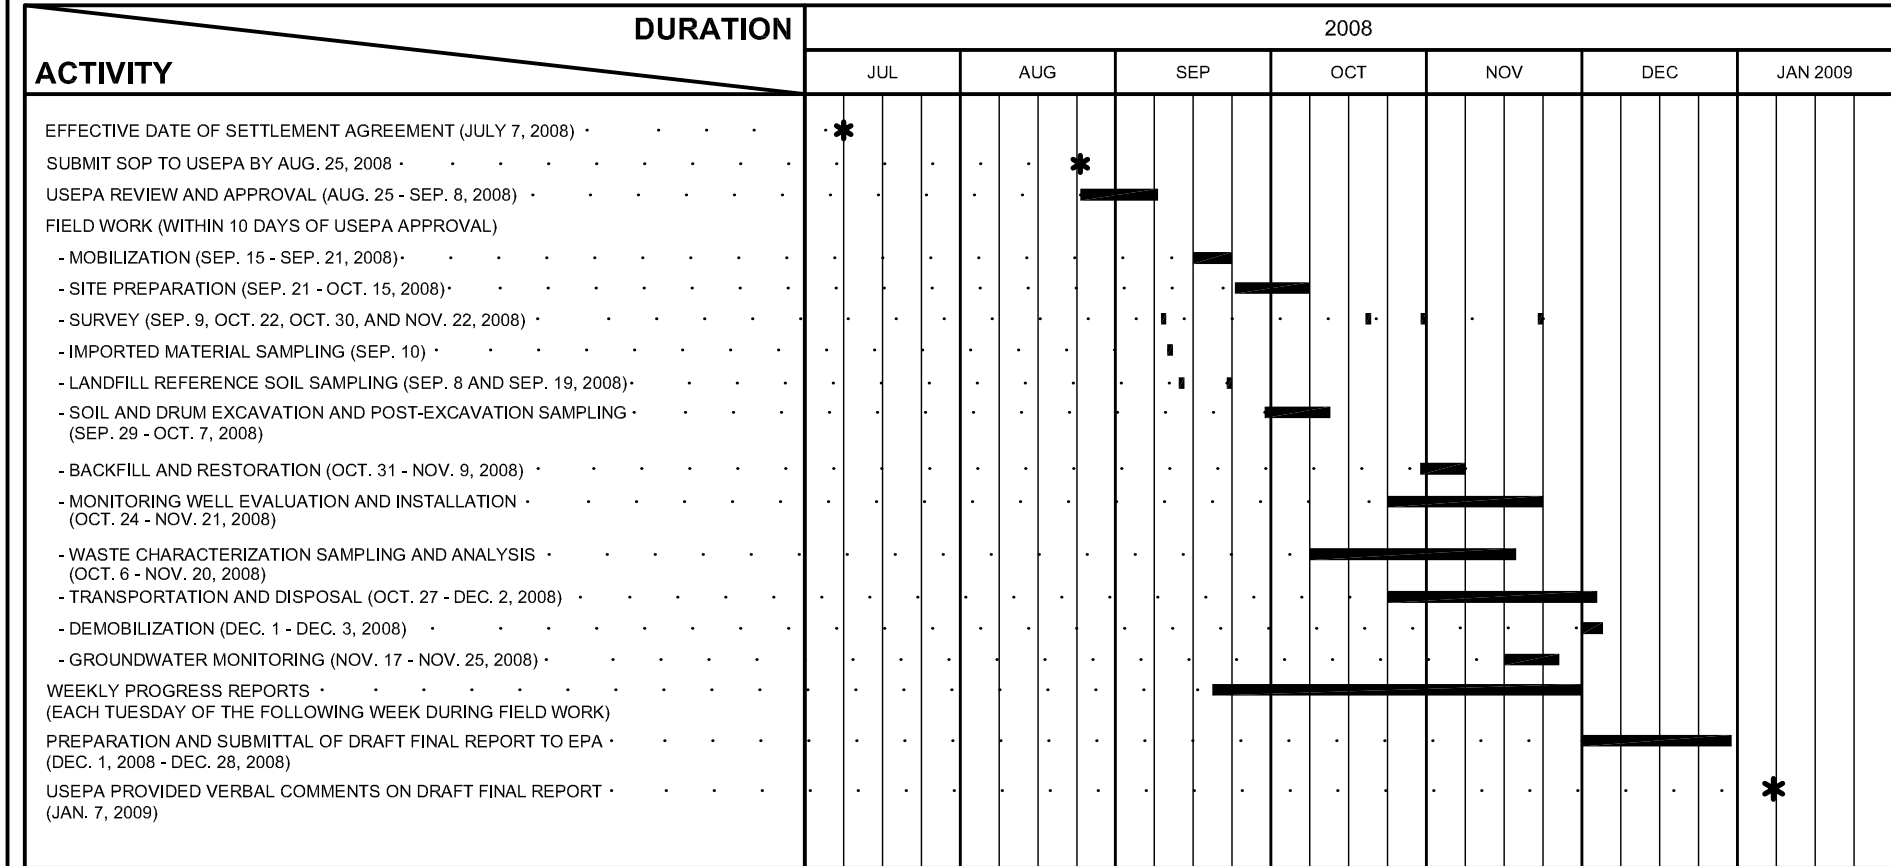 DURATION
2008
ACTIVITY
JUL
AUG
SEP
OCT
NOV
DEC
JAN 2009
EFFECTIVE DATE OF SETTLEMENT AGREEMENT (JULY 7, 2008)
SUBMIT SOP TO USEPA BY AUG. 25, 2008
USEPA REVIEW AND APPROVAL (AUG. 25 - SEP. 8, 2008)
FIELD WORK (WITHIN 10 DAYS OF USEPA APPROVAL)
- MOBILIZATION (SEP. 15 - SEP. 21, 2008)
- SITE PREPARATION (SEP. 21 - OCT. 15, 2008)
- SURVEY (SEP. 9, OCT. 22, OCT. 30, AND NOV. 22, 2008)
- IMPORTED MATERIAL SAMPLING (SEP. 10)
- LANDFILL REFERENCE SOIL SAMPLING (SEP. 8 AND SEP. 19, 2008)
- SOIL AND DRUM EXCAVATION AND POST-EXCAVATION SAMPLING
(SEP. 29 - OCT. 7, 2008)
- BACKFILL AND RESTORATION (OCT. 31 - NOV. 9, 2008)
- MONITORING WELL EVALUATION AND INSTALLATION
(OCT. 24 - NOV. 21, 2008)
- WASTE CHARACTERIZATION SAMPLING AND ANALYSIS
(OCT. 6 - NOV. 20, 2008)
- TRANSPORTATION AND DISPOSAL (OCT. 27 - DEC. 2, 2008)
- DEMOBILIZATION (DEC. 1 - DEC. 3, 2008)
- GROUNDWATER MONITORING (NOV. 17 - NOV. 25, 2008)
WEEKLY PROGRESS REPORTS
(EACH TUESDAY OF THE FOLLOWING WEEK DURING FIELD WORK)
PREPARATION AND SUBMITTAL OF DRAFT FINAL REPORT TO EPA
(DEC. 1, 2008 - DEC. 28, 2008)
USEPA PROVIDED VERBAL COMMENTS ON DRAFT FINAL REPORT
(JAN. 7, 2009)